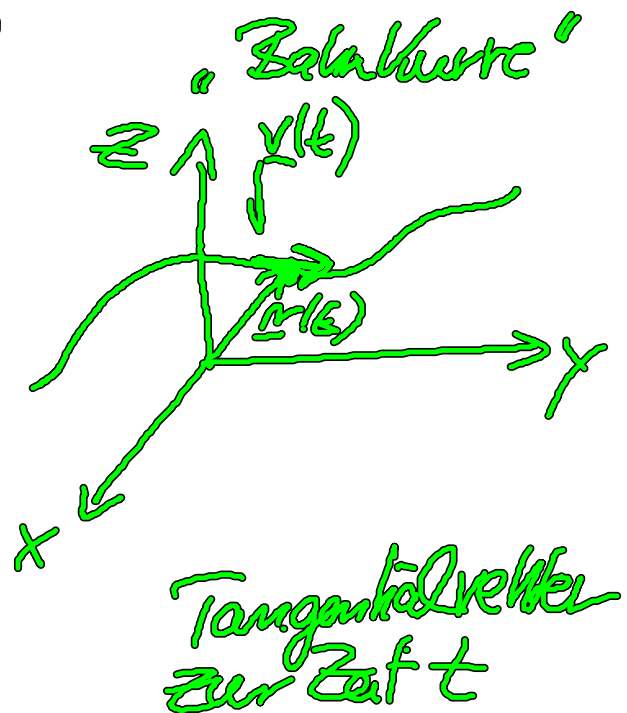 „Bahnkurve"
z v(t)
r(t)
y
x
Tangentialvektor
zur Zeit t